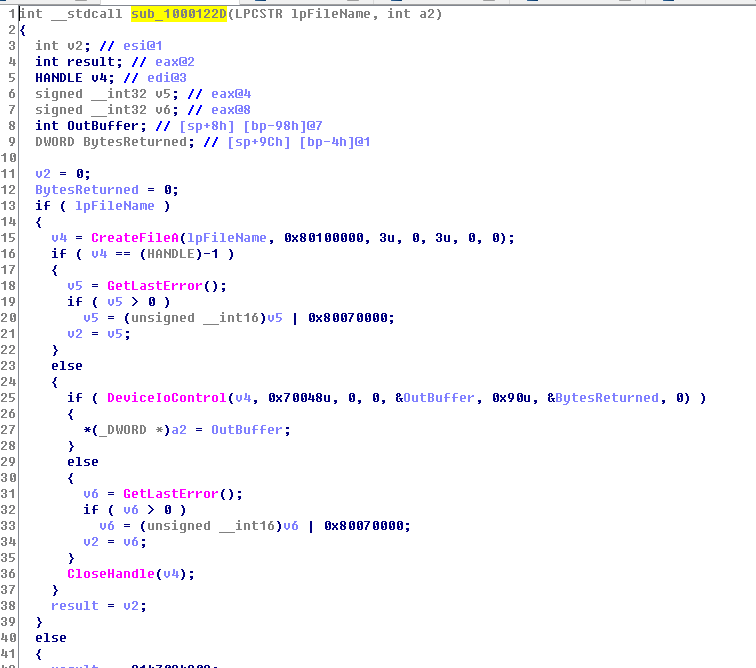 1 int __stdcall sub_1000122D(LPCSTR lpFileName, int a2)
2 {
3 int v2; // esi@1
4 int result; // eax@2
5 HANDLE v4; // edi@3
6 signed __int32 v5; // eax@4
7 signed __int32 v6; // eax@8
8 int OutBuffer; // [sp+8h] [bp-98h]@7
9 DWORD BytesReturned; // [sp+9Ch] [bp-4h]@1
10
11 v2 = 0;
12 BytesReturned = 0;
13 if ( lpFileName )
14 {
15 v4 = CreateFileA(lpFileName, 0x80100000, 3u, 0, 3u, 0, 0);
16 if ( v4 == (HANDLE)-1 )
17 {
18 v5 = GetLastError();
19 if ( v5 > 0 )
20 v5 = (unsigned __int16)v5 | 0x80070000;
21 v2 = v5;
22 }
23 else
24 {
25 if ( DeviceIoControl(v4, 0x70048u, 0, 0, &OutBuffer, 0x90u, &BytesReturned, 0) )
26 {
27 *(_DWORD *)a2 = OutBuffer;
28 }
29 else
30 {
31 v6 = GetLastError();
32 if ( v6 > 0 )
33 v6 = (unsigned __int16)v6 | 0x80070000;
34 v2 = v6;
35 }
36 CloseHandle(v4);
37 }
38 result = v2;
39 }
40 else
41 {